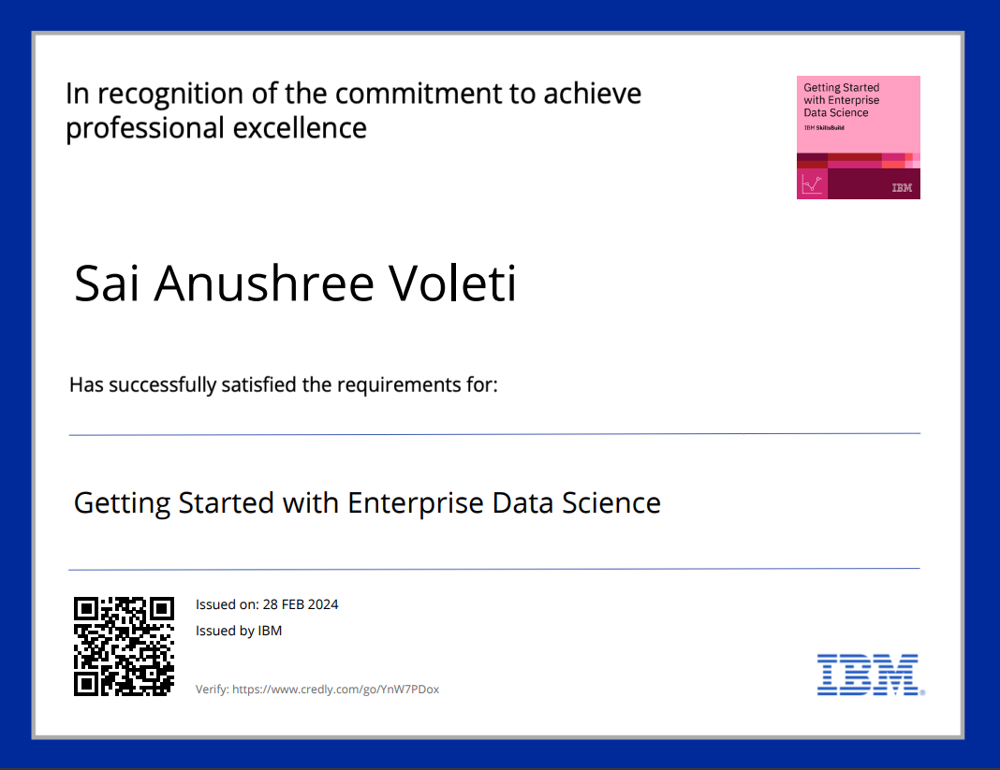 In recognition of the commitment to achieve
professional excellence
Getting Started
with Enterprise
Data Science
IBM SkillsBuild
IBM
Sai Anushree Voleti
Has successfully satisfied the requirements for:
Getting Started with Enterprise Data Science
Issued on: 28 FEB 2024
Issued by IBM
Verify: https://www.credly.com/go/YnW7PDox
IBM®